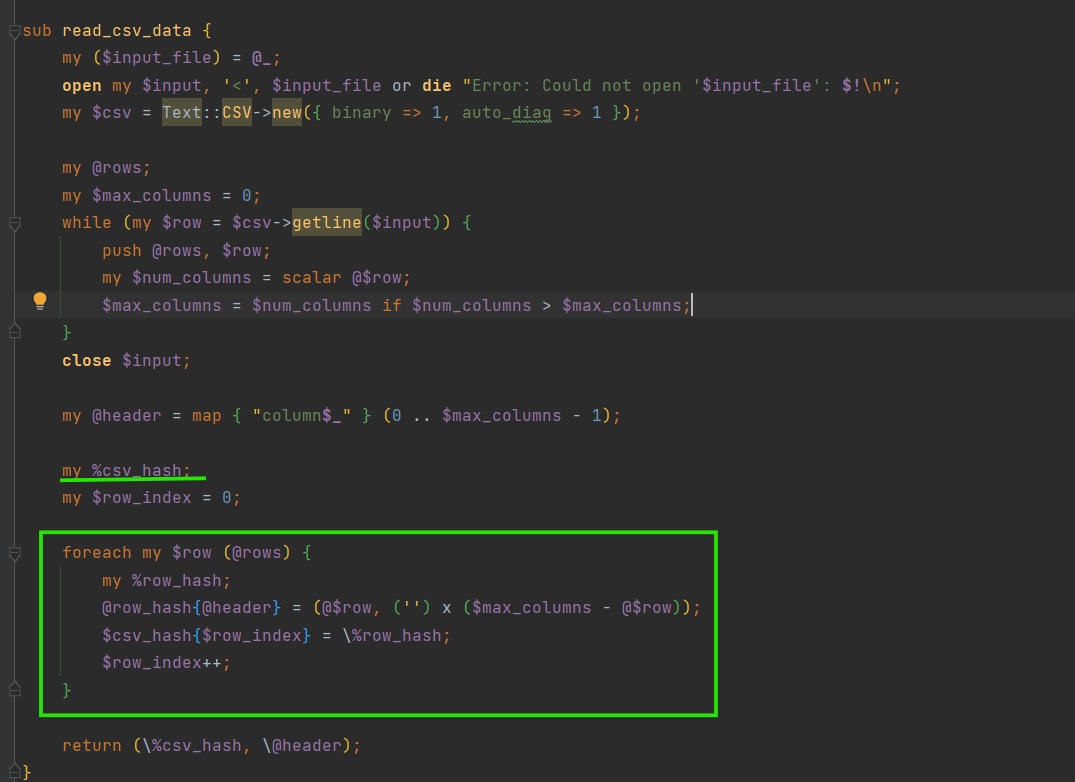 sub read_csv_data {
    my ($input_file) = @_;
    open my $input, '<', $input_file or die "Error: Could not open '$input_file': $!\n";
    my $csv = Text::CSV->new({ binary => 1, auto_diag => 1 });
    my @rows;
    my $max_columns = 0;
    while (my $row = $csv->getline($input)) {
        push @rows, $row;
        my $num_columns = scalar @$row;
        $max_columns = $num_columns if $num_columns > $max_columns;
    }
    close $input;
    my @header = map { "column$_" } (0 .. $max_columns - 1);
    my %csv_hash;
    my $row_index = 0;
    foreach my $row (@rows) {
        my %row_hash;
        @row_hash{@header} = (@$row, ('') x ($max_columns - @$row));
        $csv_hash{$row_index} = \%row_hash;
        $row_index++;
    }
    return (\%csv_hash, \@header);
}